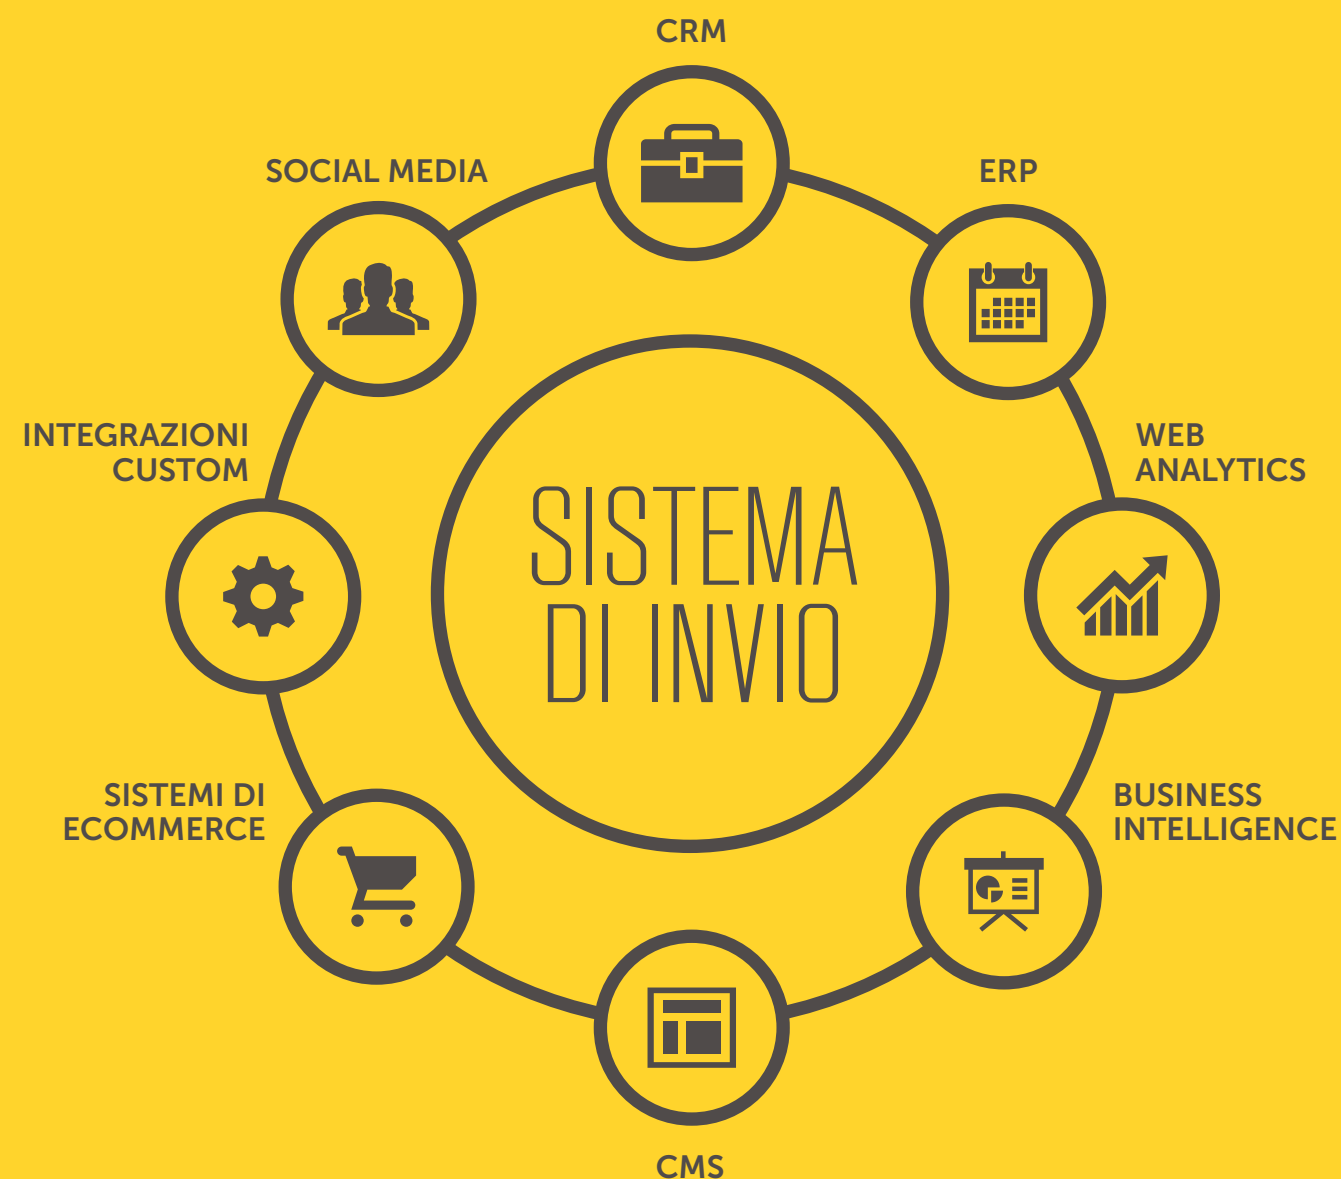 CRM
SOCIAL MEDIA
ERP
INTEGRAZIONI
CUSTOM
WEB
ANALYTICS
SISTEMA
DI INVIO
SISTEMI DI
ECOMMERCE
BUSINESS
INTELLIGENCE
CMS